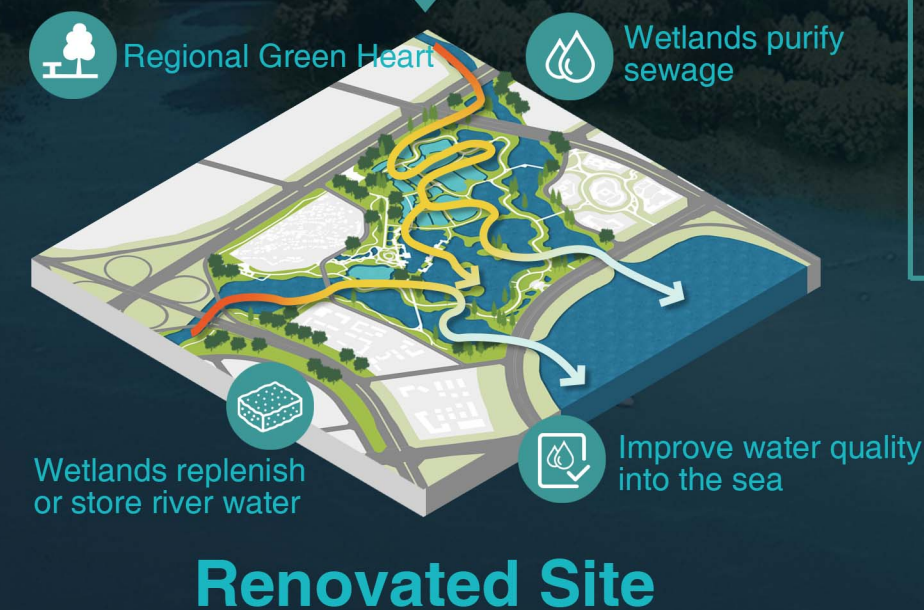 Regional Green Heart
Wetlands purify
sewage
Wetlands replenish
or store river water
Improve water quality
into the sea
Renovated Site